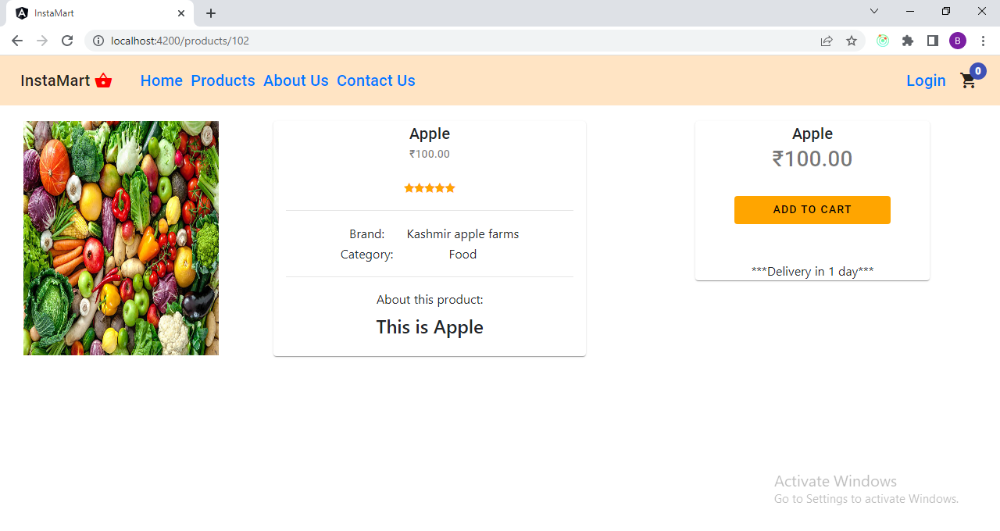 InstaMart
localhost:4200/products/102
B
InstaMart Home Products About Us Contact Us Login 0
Apple
₹100.00
Brand: Kashmir apple farms
Category: Food
About this product:
This is Apple
Apple
₹100.00
ADD TO CART
***Delivery in 1 day***
Activate Windows
Go to Settings to activate Windows.